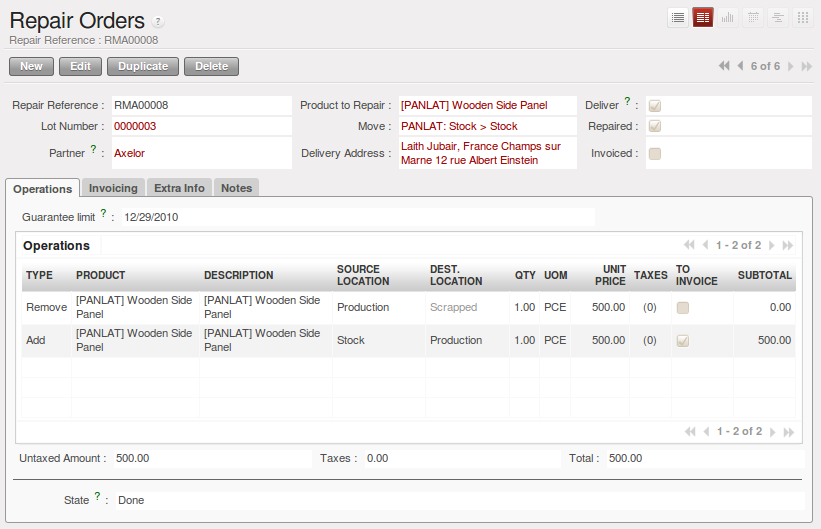 Repair Orders ?
Repair Reference : RMA00008
New Edit Duplicate Delete 6 of 6
Repair Reference : RMA00008 Product to Repair : [PANLAT] Wooden Side Panel Deliver ? :
Lot Number : 0000003 Move : PANLAT: Stock > Stock Repaired :
Partner ? : Axelor Delivery Address : Laith Jubair, France Champs sur Invoiced :
Marne 12 rue Albert Einstein
Operations Invoicing Extra Info Notes
Guarantee limit ? : 12/29/2010
Operations 1 - 2 of 2
TYPE PRODUCT DESCRIPTION SOURCE DEST. QTY UOM UNIT TAXES TO SUBTOTAL
LOCATION LOCATION PRICE INVOICE
Remove [PANLAT] Wooden Side [PANLAT] Wooden Side Production Scrapped 1.00 PCE 500.00 (0) 0.00
Panel Panel
Add [PANLAT] Wooden Side [PANLAT] Wooden Side Stock Production 1.00 PCE 500.00 (0) 500.00
Panel Panel
1 - 2 of 2
Untaxed Amount : 500.00 Taxes : 0.00 Total : 500.00
State ? : Done